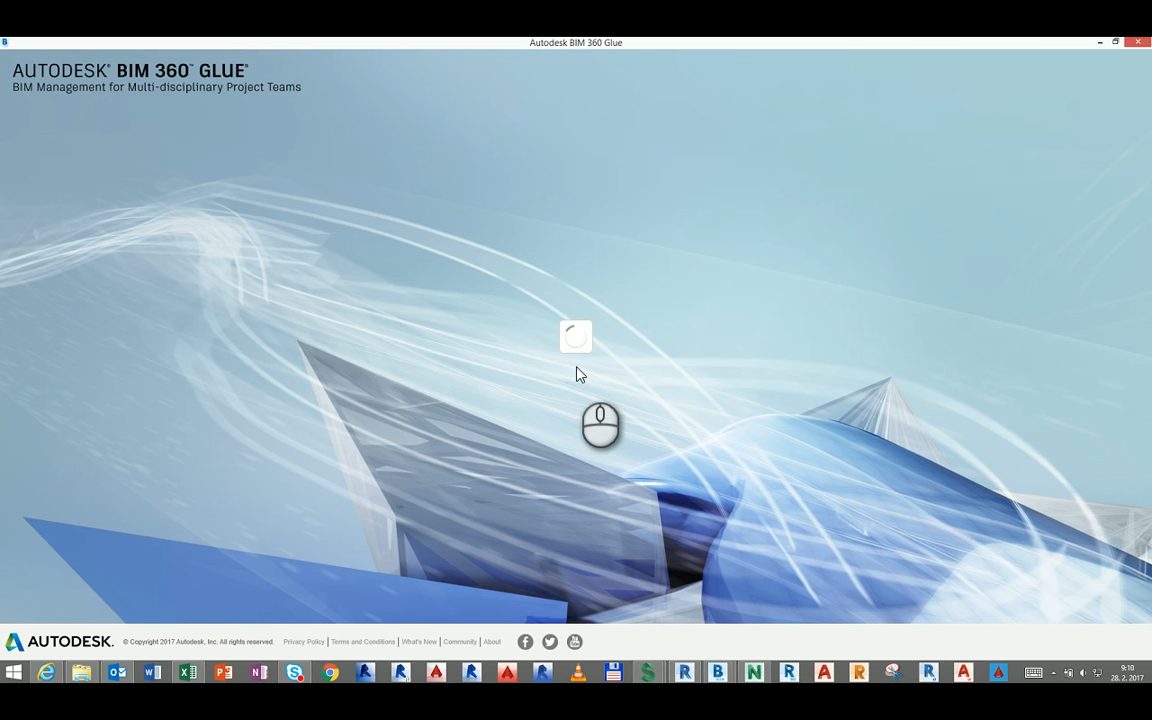 Autodesk BIM 360 Glue
AUTODESK® BIM 360™ GLUE®
BIM Management for Multi-disciplinary Project Teams
AUTODESK. © Copyright 2017 Autodesk, Inc. All rights reserved. Privacy Policy | Terms and Conditions | What's New | Community | About
9:10
28. 2. 2017